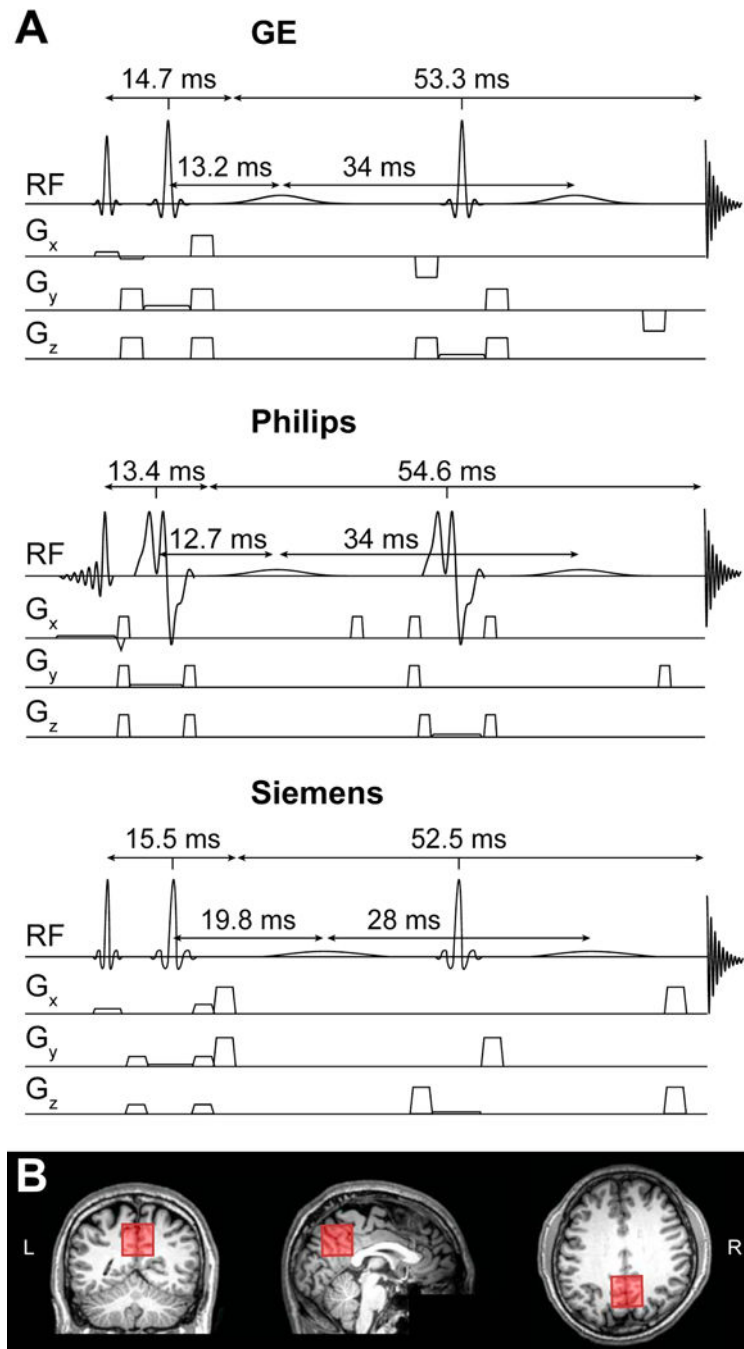 A
GE
14.7 ms 53.3 ms
13.2 ms 34 ms
RF
Gx
Gy
Gz
Philips
13.4 ms 54.6 ms
12.7 ms 34 ms
RF
Gx
Gy
Gz
Siemens
15.5 ms 52.5 ms
19.8 ms 28 ms
RF
Gx
Gy
Gz
B
L R